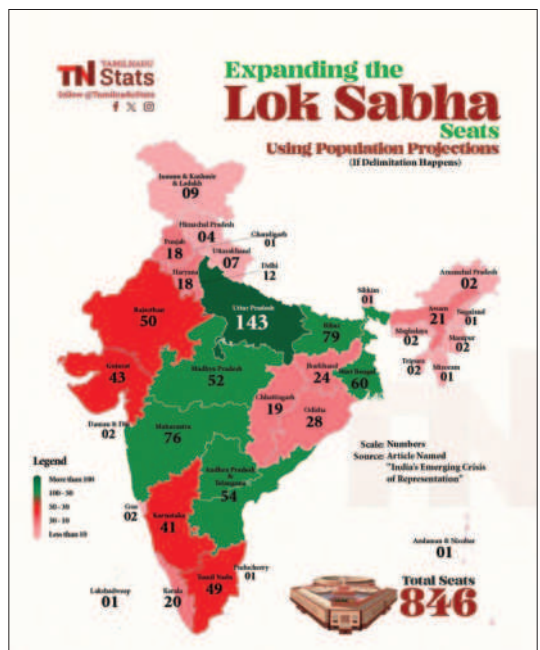 TAMILNADU
TN Stats
follow @TamilnaduStats
Expanding the
Lok Sabha
Seats
Using Population Projections
(If Delimitation Happens)
Jammu & Kashmir
& Ladakh
09
Himachal Pradesh
04
Chandigarh
01
Punjab
18
Uttarakhand
07
Haryana
18
Delhi
12
Arunachal Pradesh
02
Sikkim
01
Rajasthan
50
Uttar Pradesh
143
Bihar
79
Assam
21
Nagaland
01
Meghalaya
02
Manipur
02
Tripura
02
Mizoram
01
Gujarat
43
Madhya Pradesh
52
Jharkhand
24
West Bengal
60
Chhattisgarh
19
Odisha
28
Daman & Diu
02
Maharastra
76
Scale: Numbers
Source: Article Named
"India's Emerging Crisis
of Representation"
Legend
More than 100
100 - 50
50 - 30
30 - 10
Less than 10
Andhra Pradesh
&
Telangana
54
Goa
02
Karnataka
41
Andaman & Nicobar
01
Puducherry
01
Tamil Nadu
49
Lakshadweep
01
Kerala
20
Total Seats
846